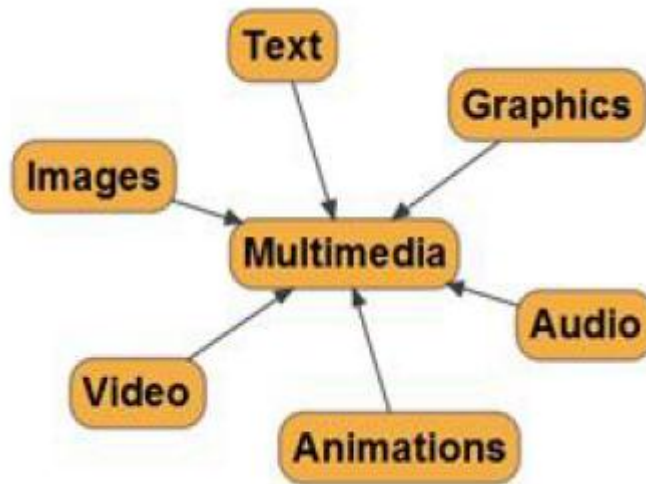 Text
Graphics
Images
Multimedia
Audio
Video
Animations